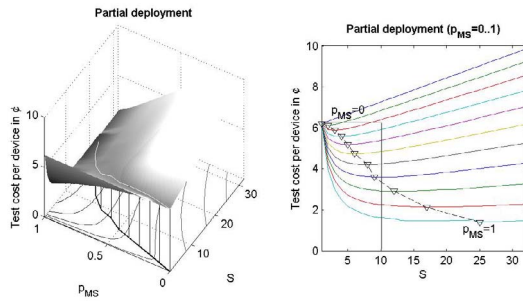 Partial deployment
Test cost per device in ¢
10
5
0
1
0.5
0
p_MS
10
20
30
S
Partial deployment (p_MS=0..1)
Test cost per device in ¢
10
8
6
4
2
0
p_MS=0
p_MS=1
5
10
15
20
25
30
S